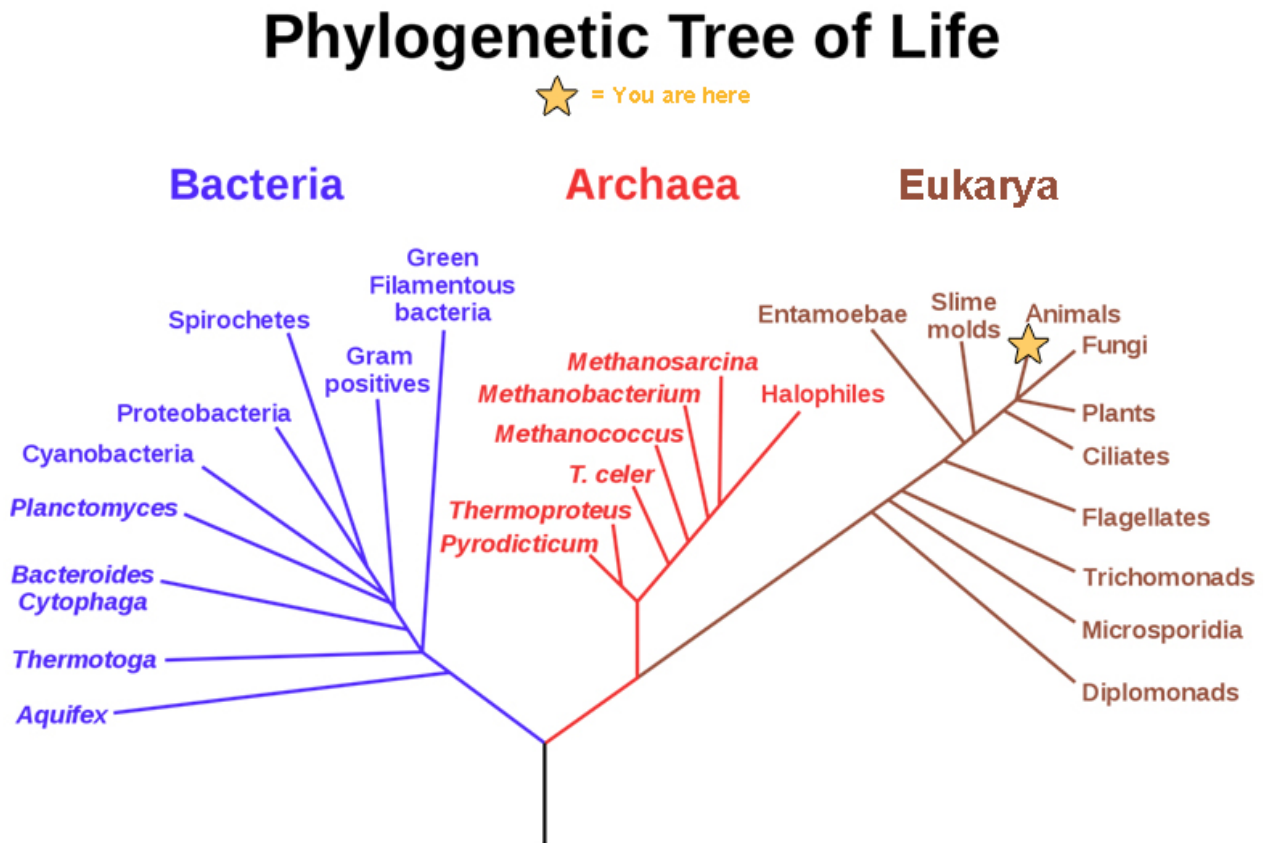 Phylogenetic Tree of Life
= You are here
Bacteria
Archaea
Eukarya
Green
Filamentous
bacteria
Spirochetes
Gram
positives
Proteobacteria
Cyanobacteria
Planctomyces
Bacteroides
Cytophaga
Thermotoga
Aquifex
Methanosarcina
Methanobacterium
Halophiles
Methanococcus
T. celer
Thermoproteus
Pyrodicticum
Entamoebae
Slime
molds
Animals
Fungi
Plants
Ciliates
Flagellates
Trichomonads
Microsporidia
Diplomonads